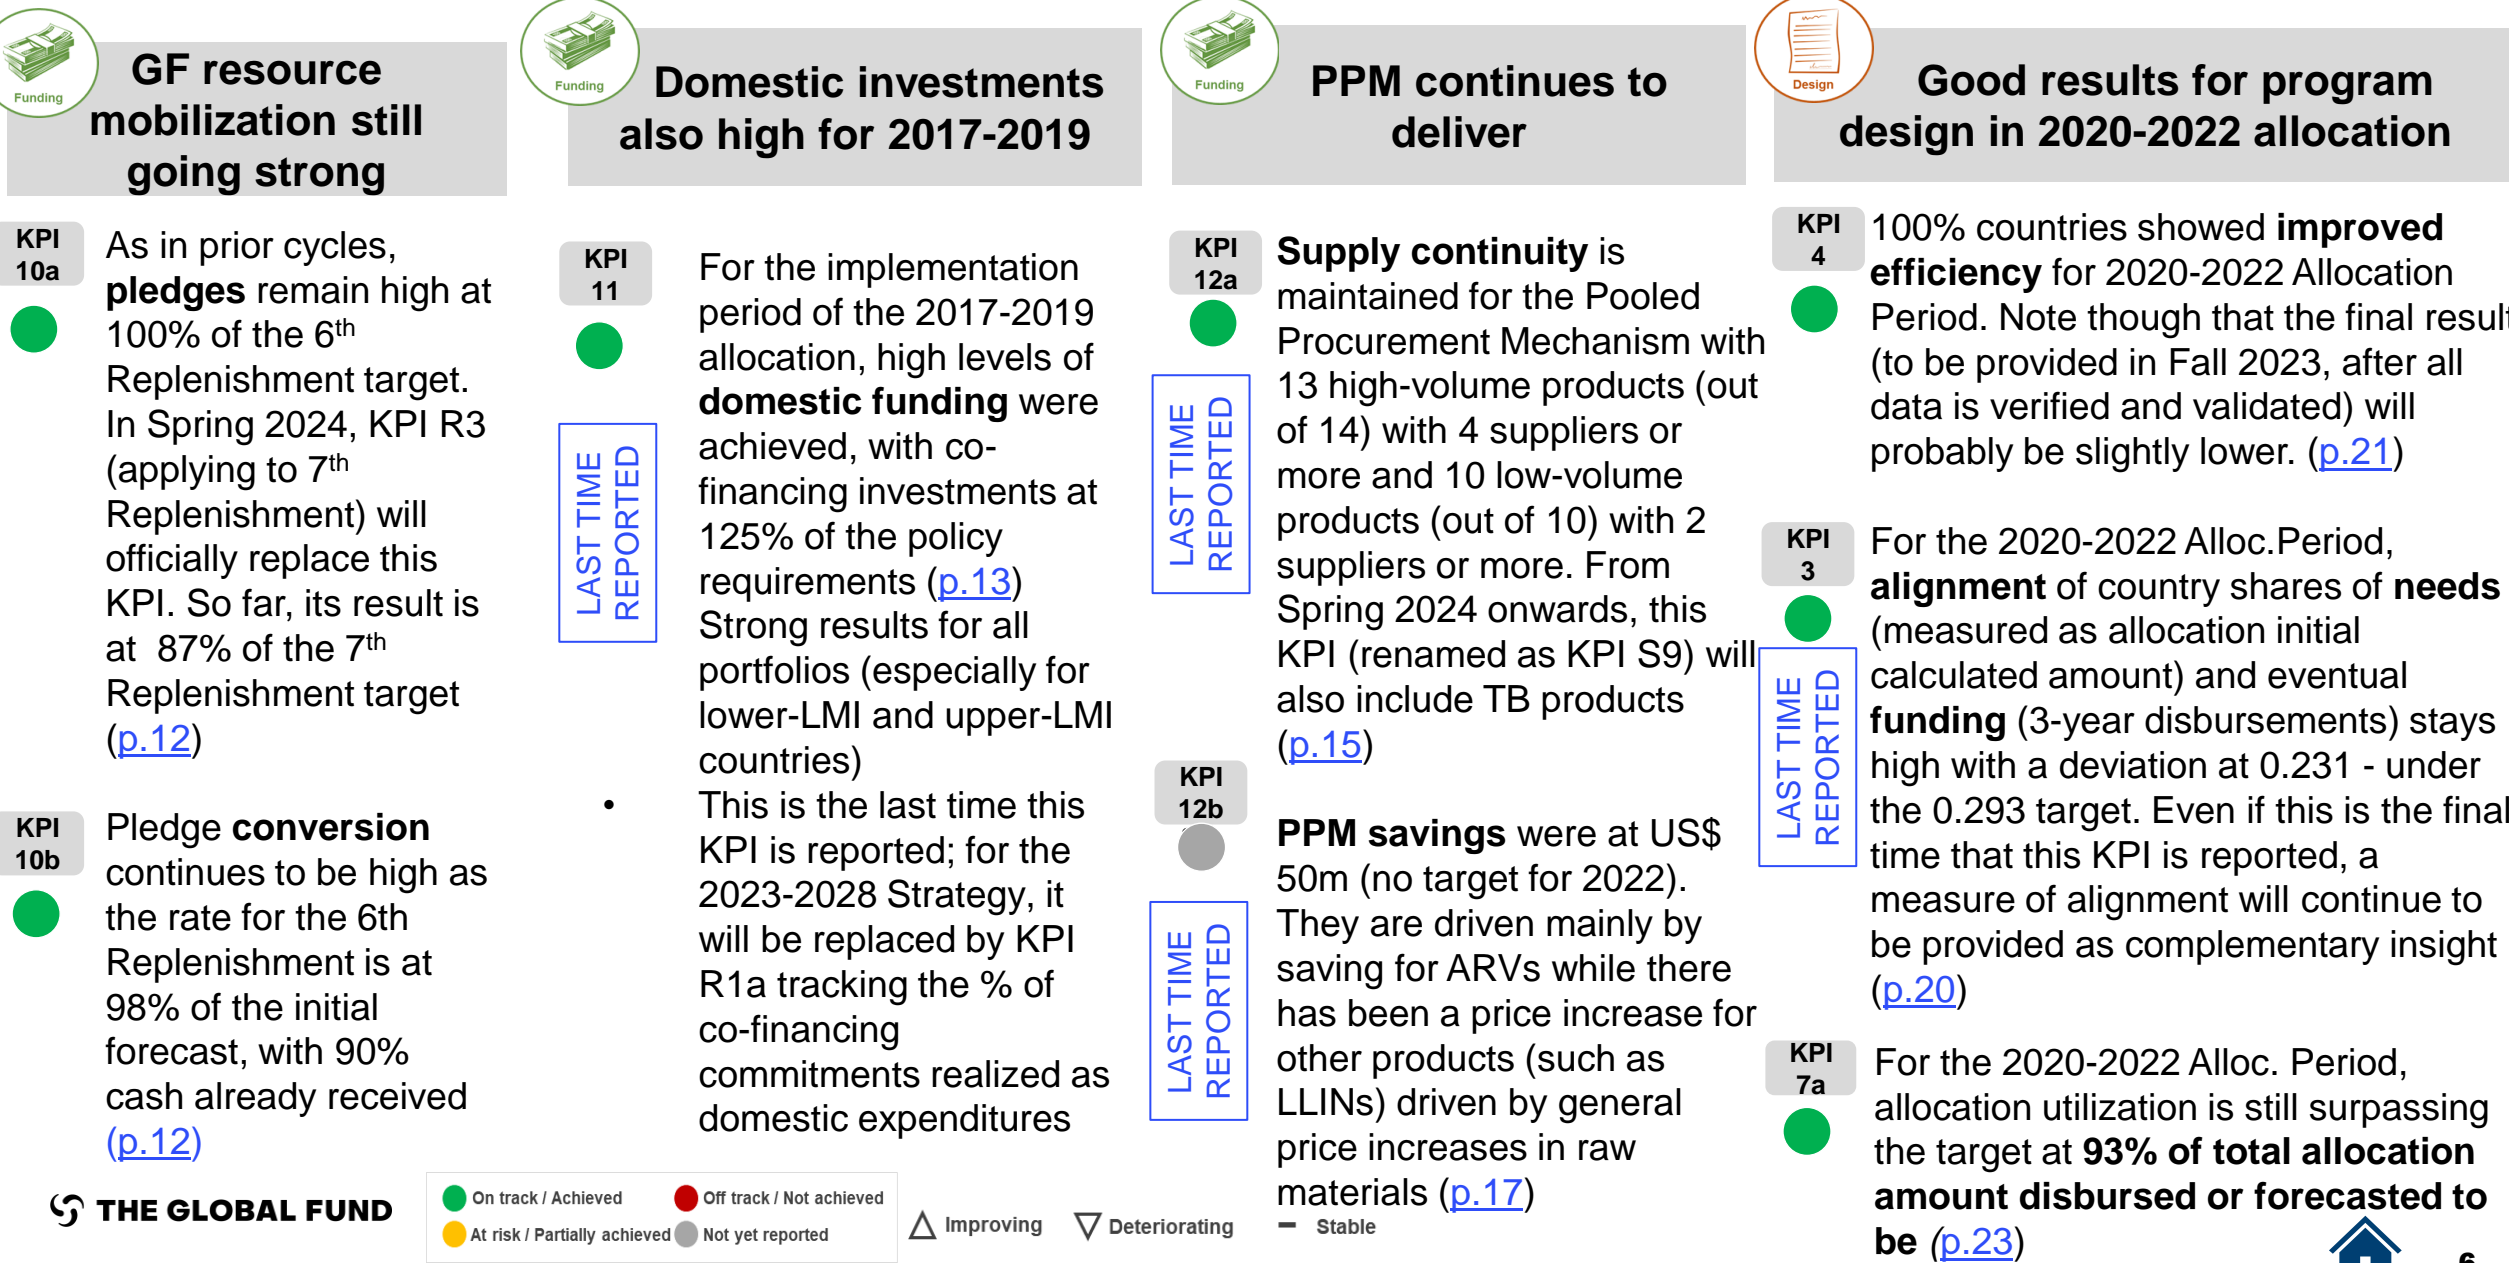 Funding
GF resource
mobilization still
going strong
KPI
10a
As in prior cycles,
pledges remain high at
100% of the 6th
Replenishment target.
In Spring 2024, KPI R3
(applying to 7th
Replenishment) will
officially replace this
KPI. So far, its result is
at 87% of the 7th
Replenishment target
(p.12)
KPI
10b
Pledge conversion
continues to be high as
the rate for the 6th
Replenishment is at
98% of the initial
forecast, with 90%
cash already received
(p.12)
Funding
Domestic investments
also high for 2017-2019
KPI
11
LAST TIME
REPORTED
For the implementation
period of the 2017-2019
allocation, high levels of
domestic funding were
achieved, with co-
financing investments at
125% of the policy
requirements (p.13)
Strong results for all
portfolios (especially for
lower-LMI and upper-LMI
countries)
• This is the last time this
KPI is reported; for the
2023-2028 Strategy, it
will be replaced by KPI
R1a tracking the % of
co-financing
commitments realized as
domestic expenditures
Funding
PPM continues to
deliver
KPI
12a
LAST TIME
REPORTED
Supply continuity is
maintained for the Pooled
Procurement Mechanism with
13 high-volume products (out
of 14) with 4 suppliers or
more and 10 low-volume
products (out of 10) with 2
suppliers or more. From
Spring 2024 onwards, this
KPI (renamed as KPI S9) will
also include TB products
(p.15)
KPI
12b
LAST TIME
REPORTED
PPM savings were at US$
50m (no target for 2022).
They are driven mainly by
saving for ARVs while there
has been a price increase for
other products (such as
LLINs) driven by general
price increases in raw
materials (p.17)
Design
Good results for program
design in 2020-2022 allocation
KPI
4
100% countries showed improved
efficiency for 2020-2022 Allocation
Period. Note though that the final result
(to be provided in Fall 2023, after all
data is verified and validated) will
probably be slightly lower. (p.21)
KPI
3
LAST TIME
REPORTED
For the 2020-2022 Alloc.Period,
alignment of country shares of needs
(measured as allocation initial
calculated amount) and eventual
funding (3-year disbursements) stays
high with a deviation at 0.231 - under
the 0.293 target. Even if this is the final
time that this KPI is reported, a
measure of alignment will continue to
be provided as complementary insight
(p.20)
KPI
7a
For the 2020-2022 Alloc. Period,
allocation utilization is still surpassing
the target at 93% of total allocation
amount disbursed or forecasted to
be (p.23)
THE GLOBAL FUND
On track / Achieved
Off track / Not achieved
At risk / Partially achieved
Not yet reported
Improving
Deteriorating
Stable
6